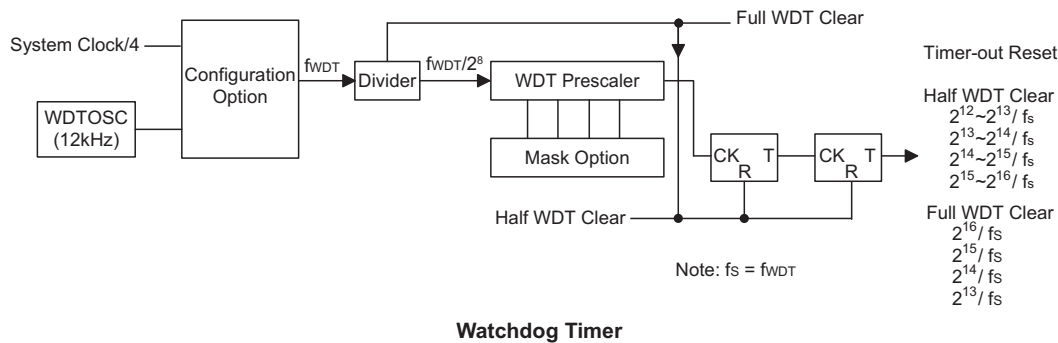 System Clock/4
WDTOSC
(12kHz)
Configuration
Option
fWDT
Divider
fWDT/2⁸
WDT Prescaler
Mask Option
Full WDT Clear
Half WDT Clear
CK T
R
CK T
R
Note: fS = fWDT
Timer-out Reset
Half WDT Clear
2¹²~2¹³/ fS
2¹³~2¹⁴/ fS
2¹⁴~2¹⁵/ fS
2¹⁵~2¹⁶/ fS
Full WDT Clear
2¹⁶/ fS
2¹⁵/ fS
2¹⁴/ fS
2¹³/ fS
Watchdog Timer